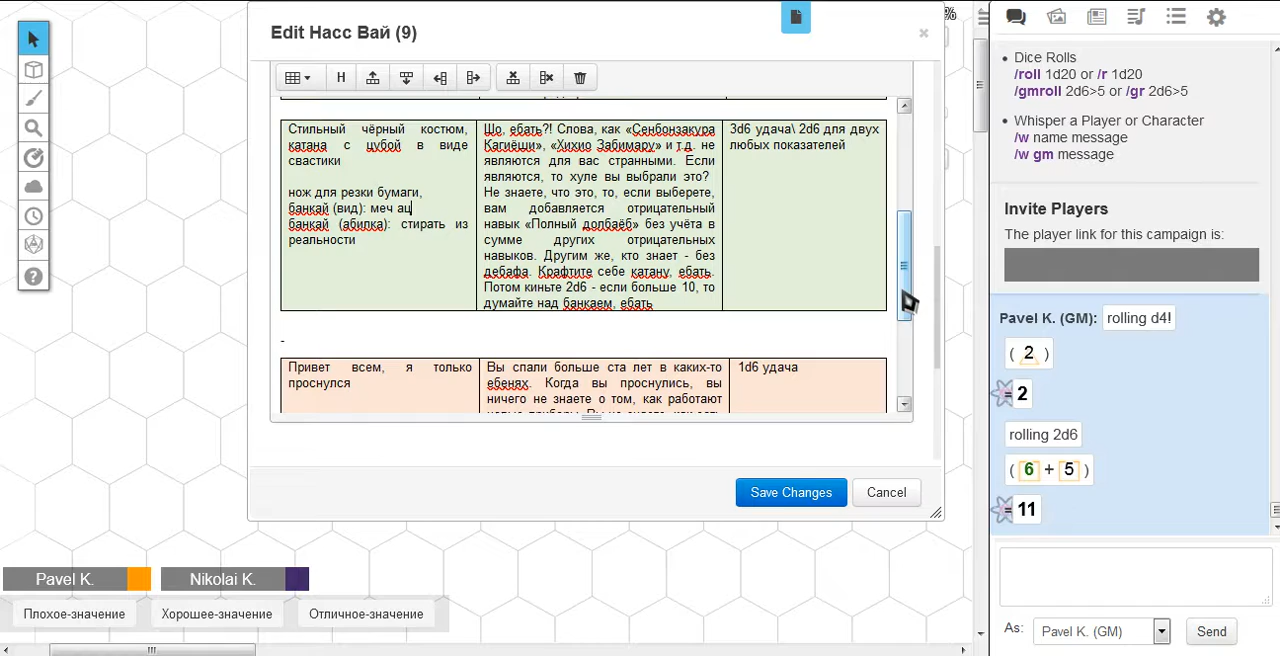 Edit Насс Вай (9)
×
%
H
Стильный чёрный костюм,
катана с цубой в виде
свастики
нож для резки бумаги,
банкай (вид): меч ац
банкай (абилка): стирать из
реальности
Шо, ебать?! Слова, как «Сенбонзакура
Кагиёши», «Хихио Забимару» и т.д. не
являются для вас странными. Если
являются, то хуле вы выбрали это?
Не знаете, что это, то, если выберете,
вам добавляется отрицательный
навык «Полный долбаёб» без учёта в
сумме других отрицательных
навыков. Другим же, кто знает - без
дебафа. Крафтите себе катану, ебать.
Потом киньте 2d6 - если больше 10, то
думайте над банкаем, ебать
3d6 удача\ 2d6 для двух
любых показателей
-
Привет всем, я только
проснулся
Вы спали больше ста лет в каких-то
ебенях. Когда вы проснулись, вы
ничего не знаете о том, как работают
1d6 удача
Save Changes
Cancel
Pavel K.
Nikolai K.
Плохое-значение
Хорошее-значение
Отличное-значение
Dice Rolls
/roll 1d20 or /r 1d20
/gmroll 2d6>5 or /gr 2d6>5
Whisper a Player or Character
/w name message
/w gm message
Invite Players
The player link for this campaign is:
Pavel K. (GM): rolling d4!
( 2 )
= 2
rolling 2d6
( 6 + 5 )
= 11
As: Pavel K. (GM)
Send